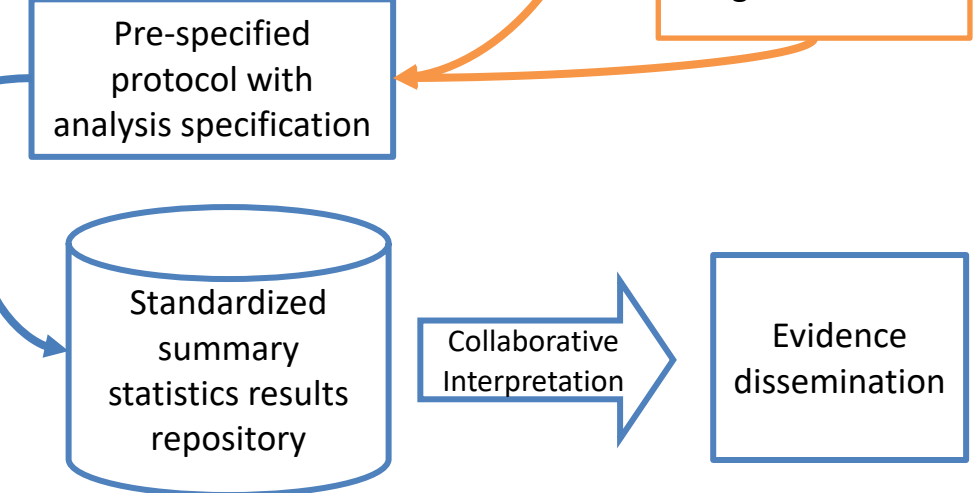 Pre-specified
protocol with
analysis specification
Standardized
summary
statistics results
repository
Collaborative
Interpretation
Evidence
dissemination